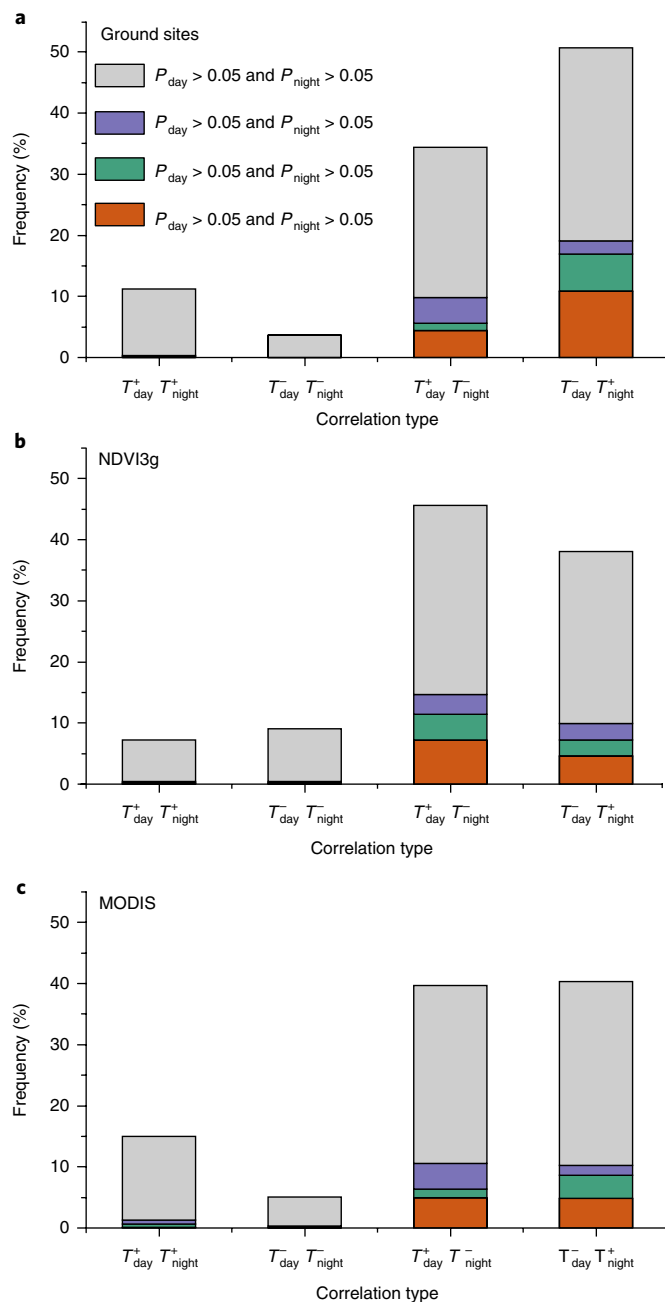 a
Ground sites
P_day > 0.05 and P_night > 0.05
P_day > 0.05 and P_night > 0.05
P_day > 0.05 and P_night > 0.05
P_day > 0.05 and P_night > 0.05
Frequency (%)
50
40
30
20
10
0
T⁺day T⁺night T⁻day T⁻night T⁺day T⁻night T⁻day T⁺night
Correlation type
b
NDVI3g
Frequency (%)
50
40
30
20
10
0
T⁺day T⁺night T⁻day T⁻night T⁺day T⁻night T⁻day T⁺night
Correlation type
c
MODIS
Frequency (%)
50
40
30
20
10
0
T⁺day T⁺night T⁻day T⁻night T⁺day T⁻night T⁻day T⁺night
Correlation type